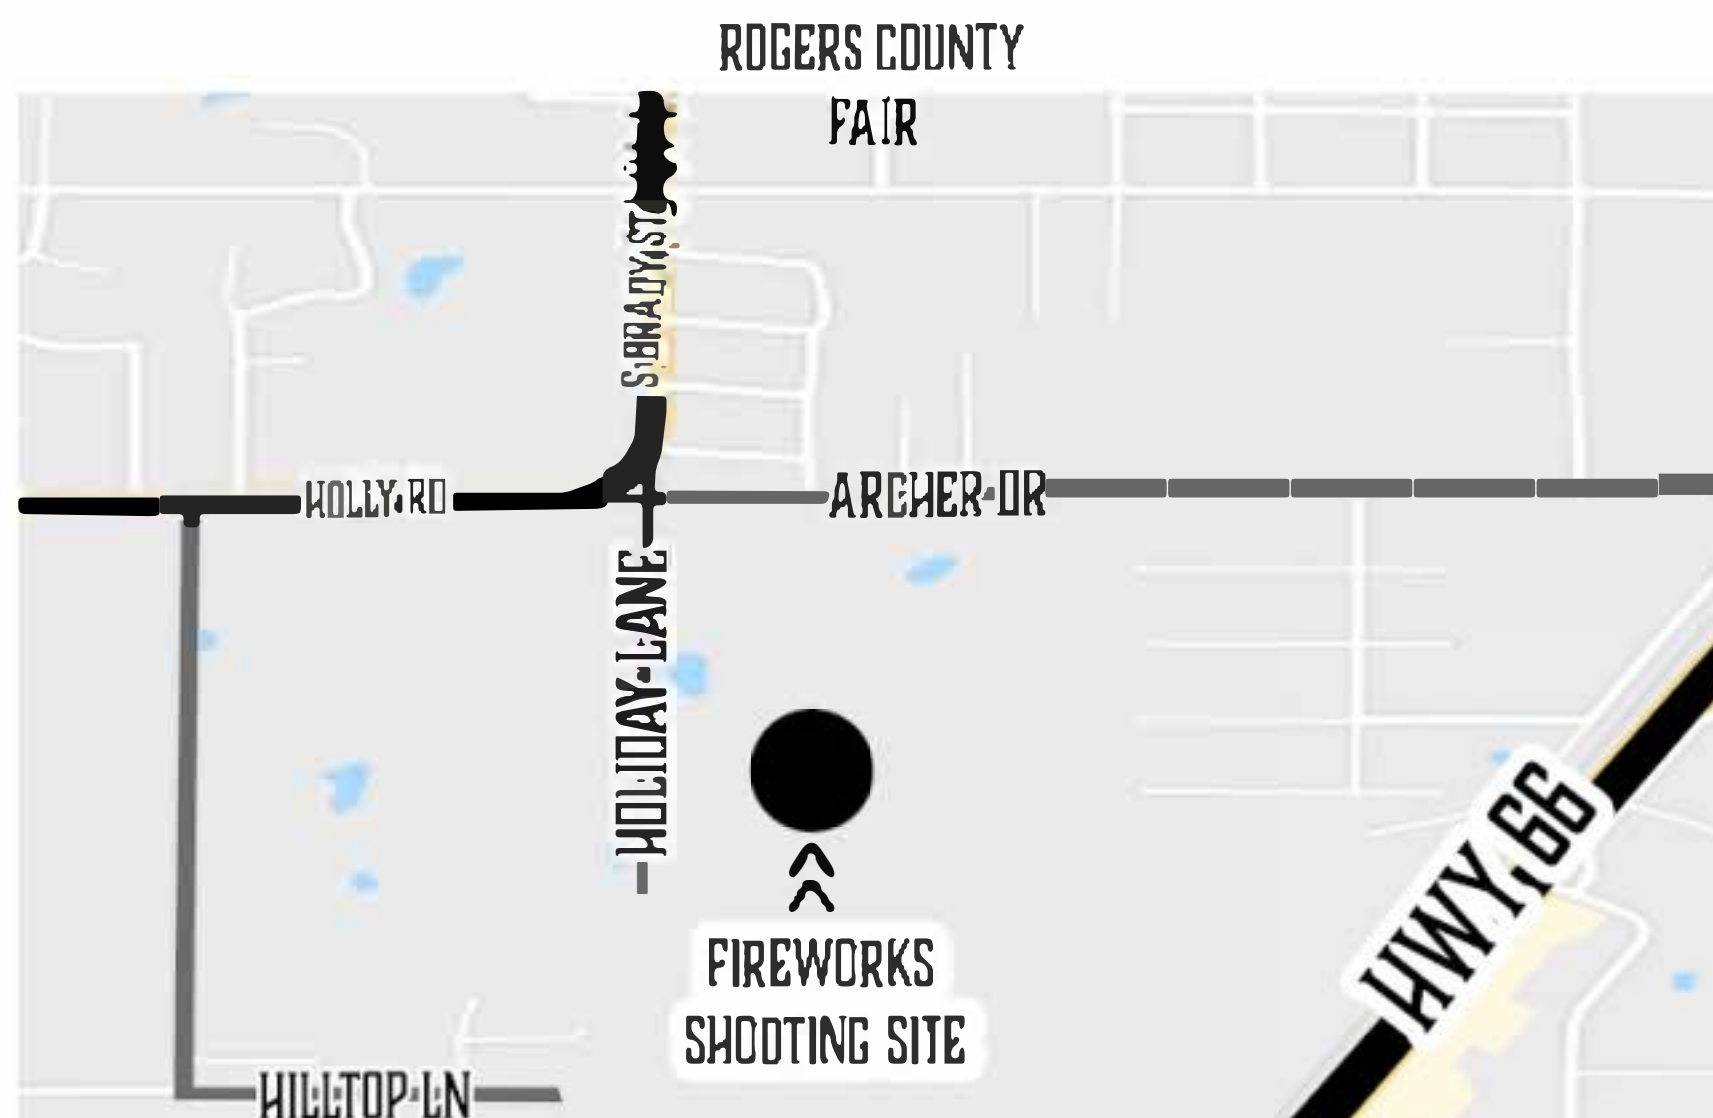 ROGERS COUNTY
FAIR
S. BRADY ST
HOLLY RD
ARCHER DR
HOLIDAY LANE
HWY. 66
FIREWORKS
SHOOTING SITE
HILLTOP LN